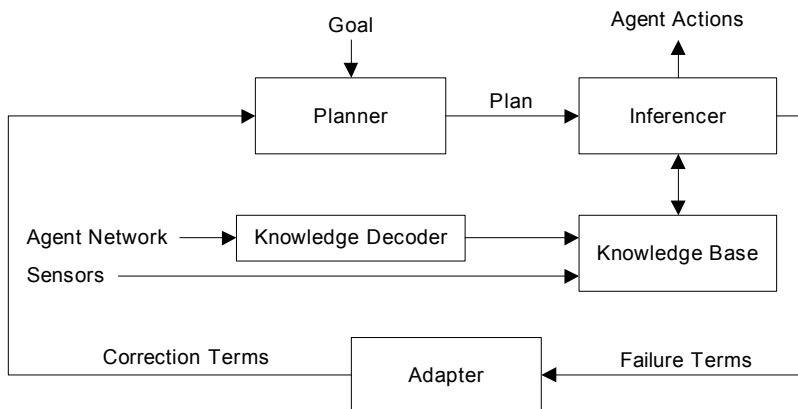 Goal
Agent Actions
Planner
Plan
Inferencer
Agent Network
Knowledge Decoder
Knowledge Base
Sensors
Correction Terms
Adapter
Failure Terms